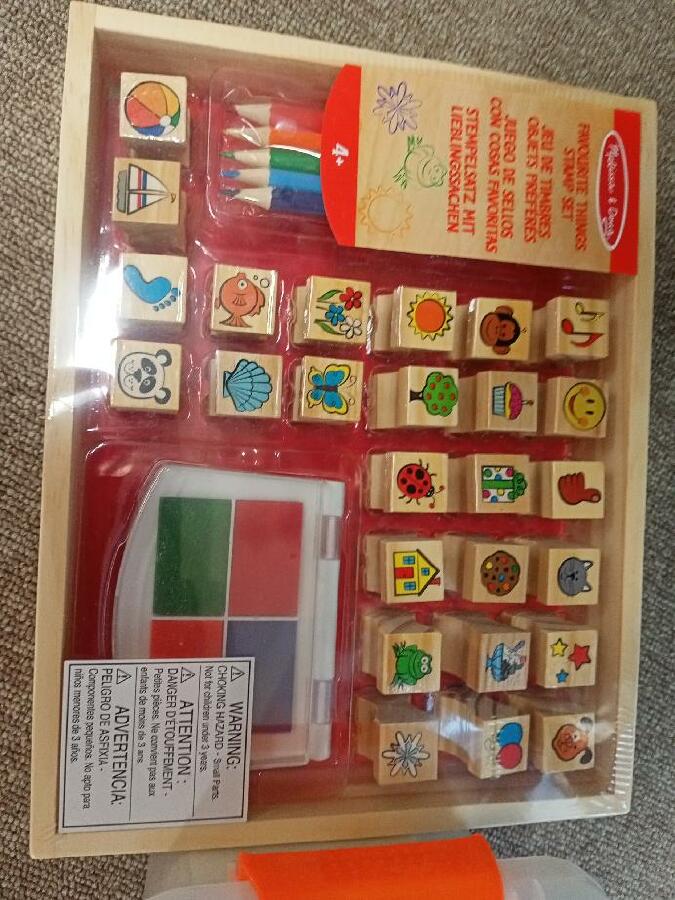 Melissa & Doug
FAVOURITE THINGS
STAMP SET
JEU DE TIMBRES
OBJETS PRÉFÉRÉS
JUEGO DE SELLOS
CON COSAS FAVORITAS
STEMPELSATZ MIT
LIEBLINGSSACHEN
4+
WARNING:
CHOKING HAZARD - Small Parts
Not for children under 3 years.
ATTENTION :
DANGER D'ÉTOUFFEMENT -
Petites pièces. Ne convient pas aux
enfants de moins de 3 ans.
ADVERTENCIA:
PELIGRO DE ASFIXIA -
Componentes pequeños. No apto para
niños menores de 3 años.